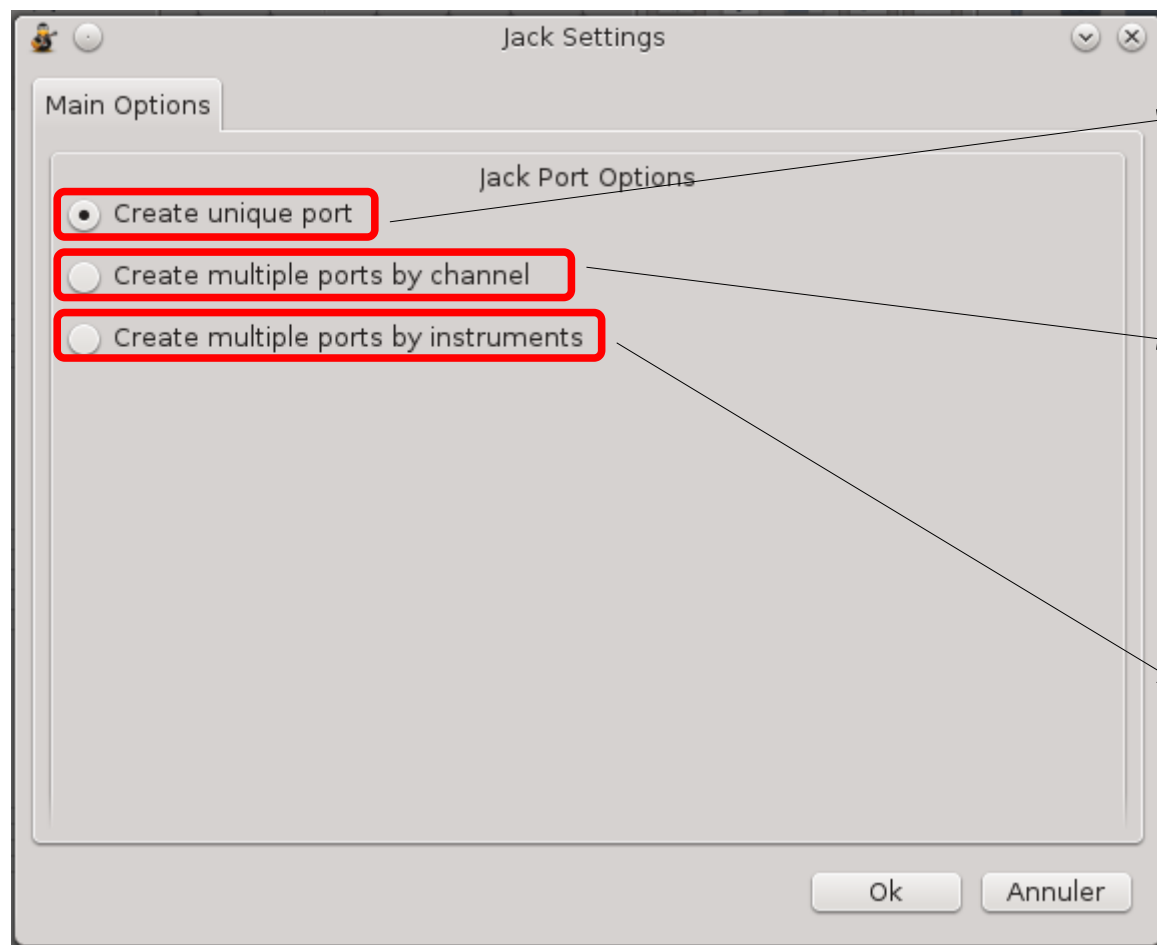 Jack Settings
Main Options
Jack Port Options
Create unique port
Create multiple ports by channel
Create multiple ports by instruments
Ok
Annuler